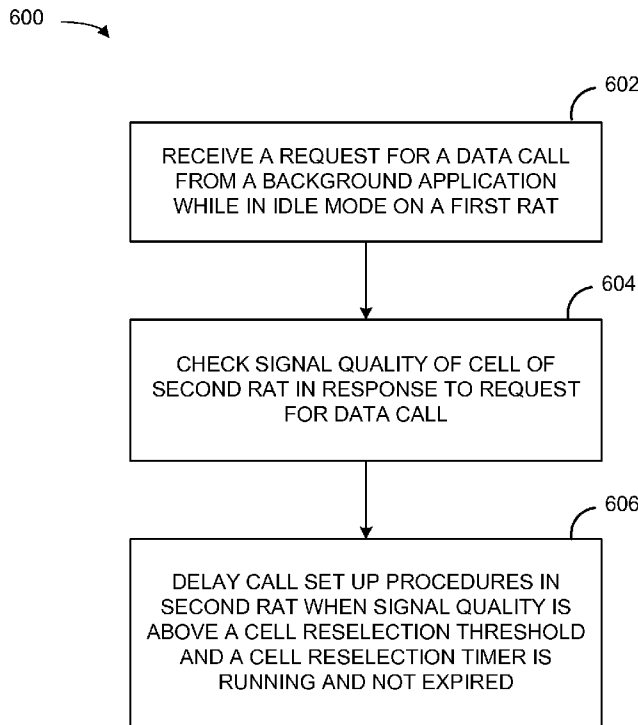 600
602
RECEIVE A REQUEST FOR A DATA CALL
FROM A BACKGROUND APPLICATION
WHILE IN IDLE MODE ON A FIRST RAT
604
CHECK SIGNAL QUALITY OF CELL OF
SECOND RAT IN RESPONSE TO REQUEST
FOR DATA CALL
606
DELAY CALL SET UP PROCEDURES IN
SECOND RAT WHEN SIGNAL QUALITY IS
ABOVE A CELL RESELECTION THRESHOLD
AND A CELL RESELECTION TIMER IS
RUNNING AND NOT EXPIRED